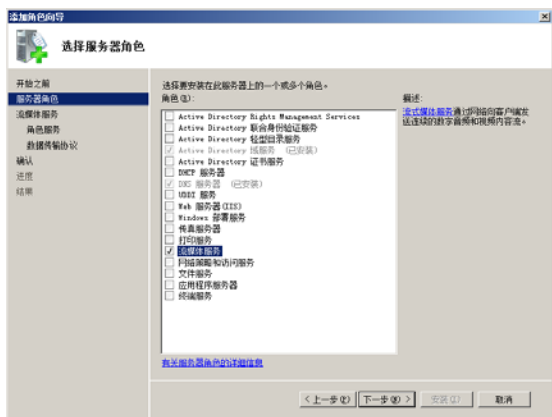 添加角色向导
选择服务器角色
开始之前
服务器角色
流媒体服务
角色服务
数据传输协议
确认
进度
结果
选择要安装在此服务器上的一个或多个角色。
角色(R):
Active Directory Rights Management Services
Active Directory 联合身份验证服务
Active Directory 轻型目录服务
Active Directory 域服务 (已安装)
Active Directory 证书服务
DHCP 服务器
DNS 服务器 (已安装)
UDDI 服务
Web 服务器(IIS)
Windows 部署服务
传真服务器
打印服务
流媒体服务
网络策略和访问服务
文件服务
应用程序服务器
终端服务
有关服务器角色的详细信息
描述:
流式媒体服务通过网络向客户端发
送连续的数字音频和视频内容流。
<上一步(P) 下一步(N) > 安装(I) 取消